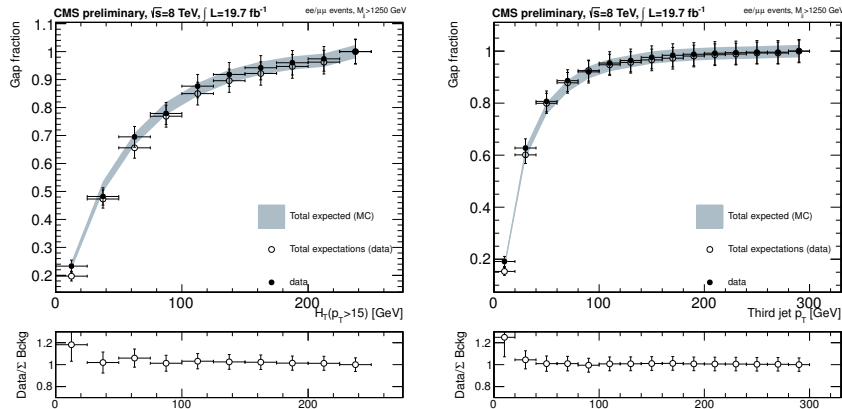 CMS preliminary, √s=8 TeV, ∫ L=19.7 fb⁻¹
ee/μμ events, M_jj>1250 GeV
Gap fraction
1.1
1
0.9
0.8
0.7
0.6
0.5
0.4
0.3
0.2
Total expected (MC)
Total expectations (data)
data
0 100 200
H_T(p_T>15) [GeV]
Data/Σ Bckg
1.2
1
0.8
0 100 200
CMS preliminary, √s=8 TeV, ∫ L=19.7 fb⁻¹
ee/μμ events, M_jj>1250 GeV
Gap fraction
1
0.8
0.6
0.4
0.2
Total expected (MC)
Total expectations (data)
data
0 100 200 300
Third jet p_T [GeV]
Data/Σ Bckg
1.2
1
0.8
0 100 200 300